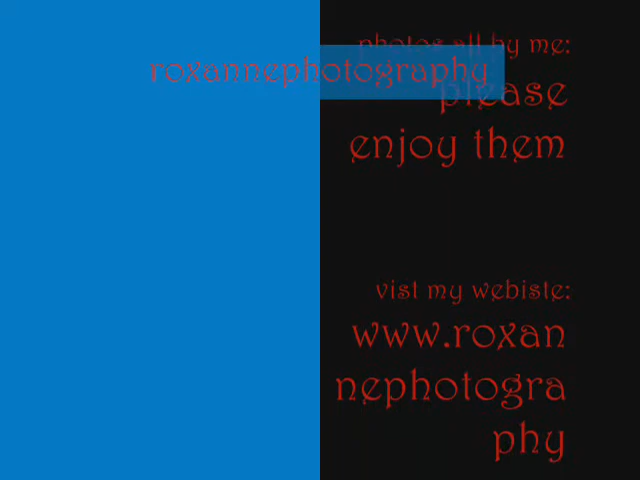 photos all by me:
roxannephotography
please
enjoy them
vist my webiste:
www.roxan
nephotogra
phy